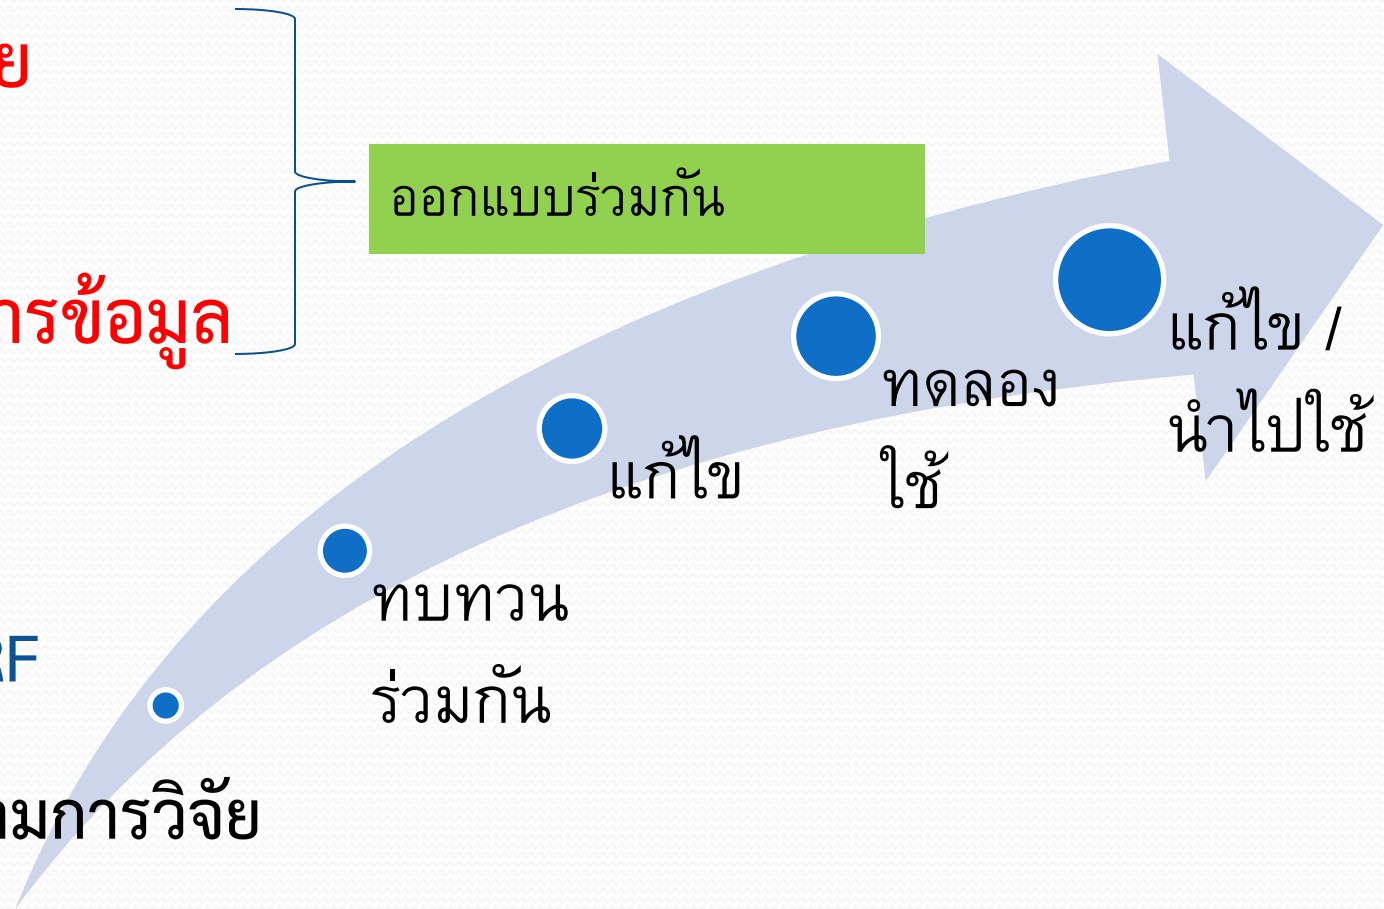 ย
ออกแบบร่วมกัน
ารข้อมูล
แก้ไข /
นำไปใช้
ทดลอง
ใช้
แก้ไข
ทบทวน
ร่วมกัน
RF
ามการวิจัย